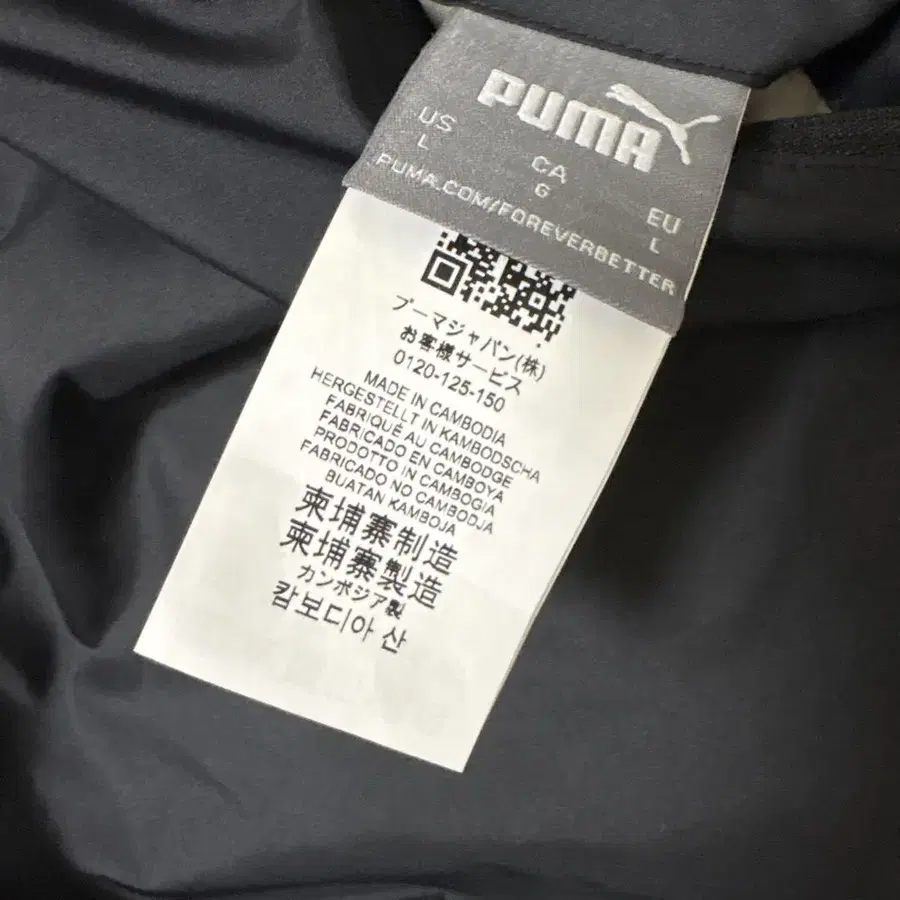 PUMA
US CA EU
L G L
PUMA.COM/FOREVERBETTER
プーマジャパン(株)
お客様サービス
0120-125-150
MADE IN CAMBODIA
HERGESTELLT IN KAMBODSCHA
FABRIQUÉ AU CAMBODGE
FABRICADO EN CAMBOYA
PRODOTTO IN CAMBOGIA
FABRICADO NO CAMBODJA
BUATAN KAMBOJA
柬埔寨制造
柬埔寨製造
カンボジア製
캄보디아 산